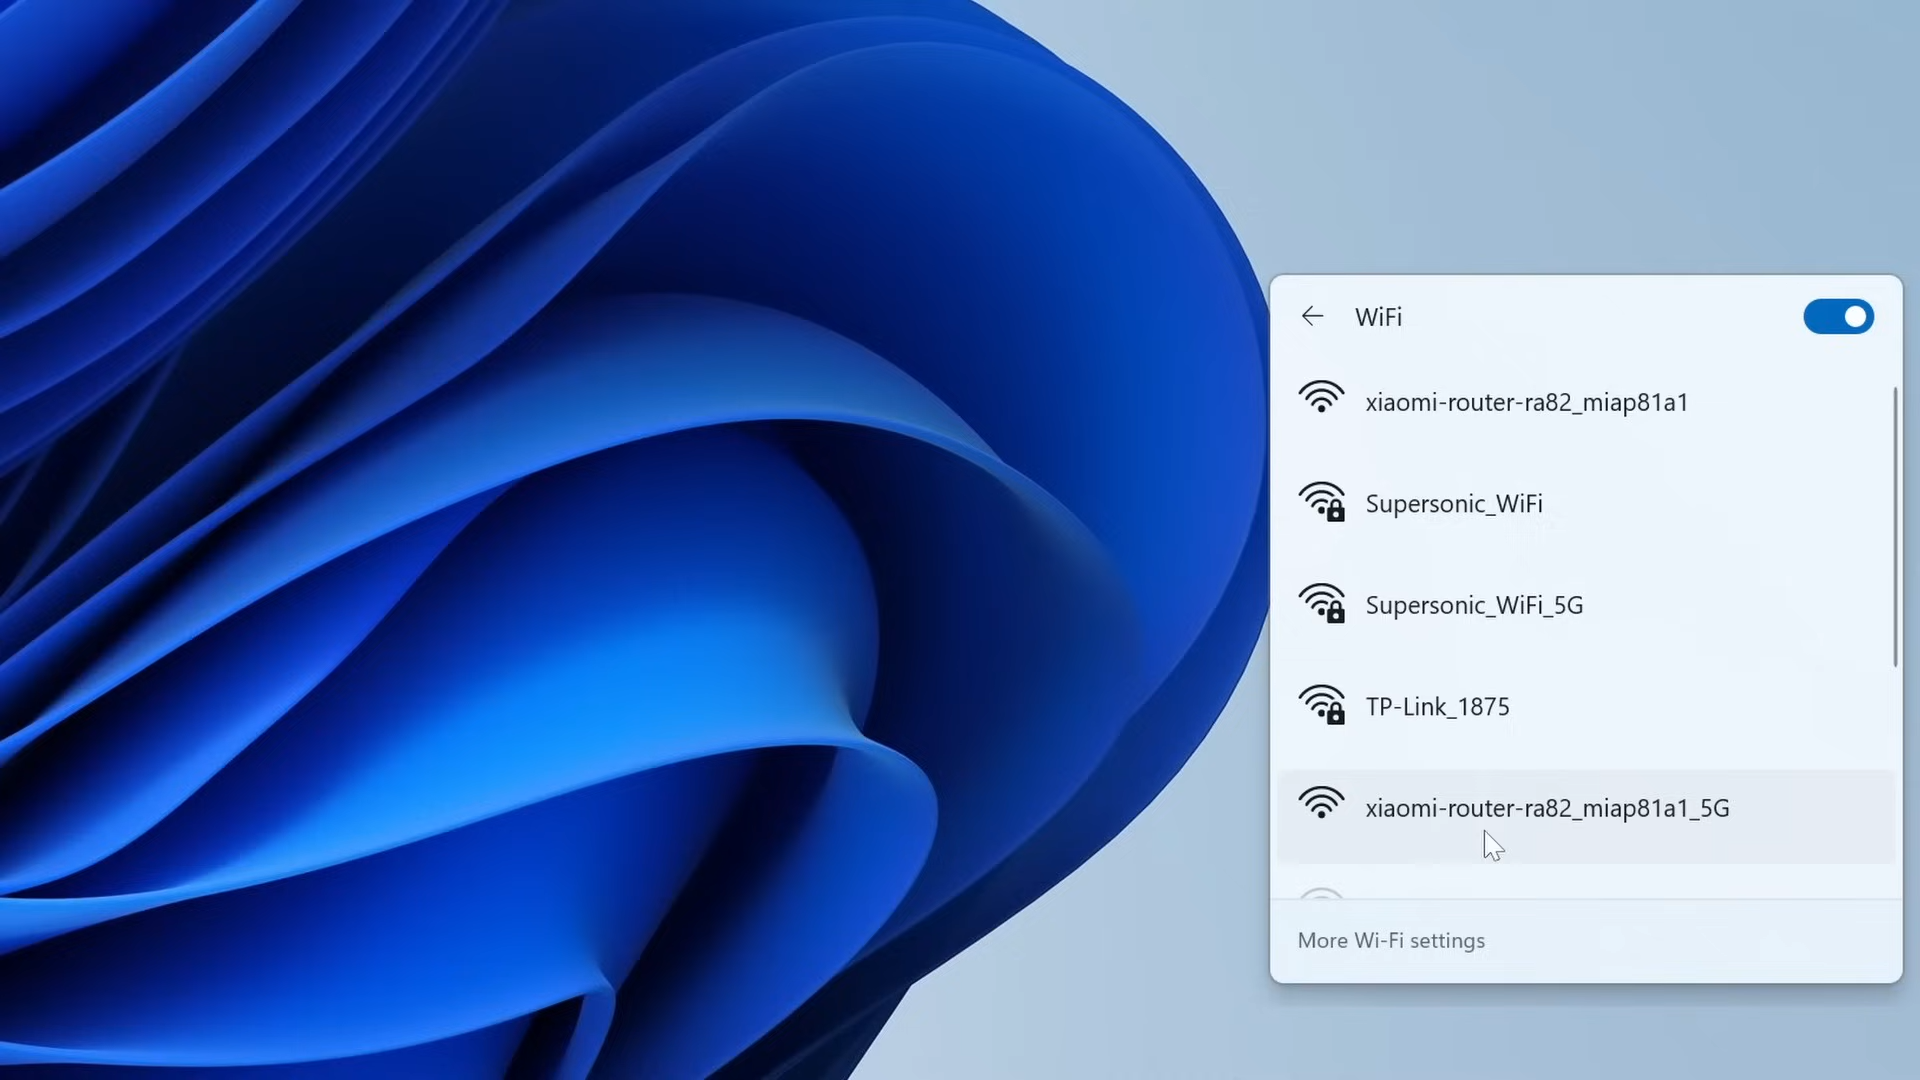 WiFi
xiaomi-router-ra82_miap81a1
Supersonic_WiFi
Supersonic_WiFi_5G
TP-Link_1875
xiaomi-router-ra82_miap81a1_5G
More Wi-Fi settings